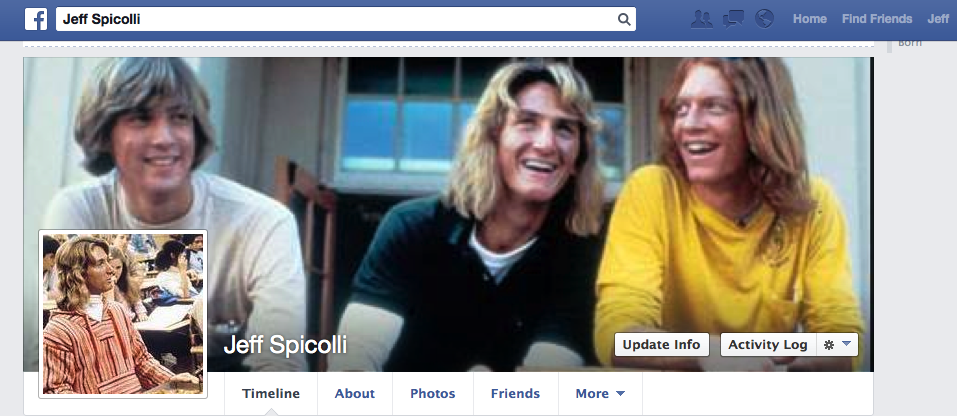 f Jeff Spicolli Home Find Friends Jeff
Born
Jeff Spicolli Update Info Activity Log
Timeline About Photos Friends More